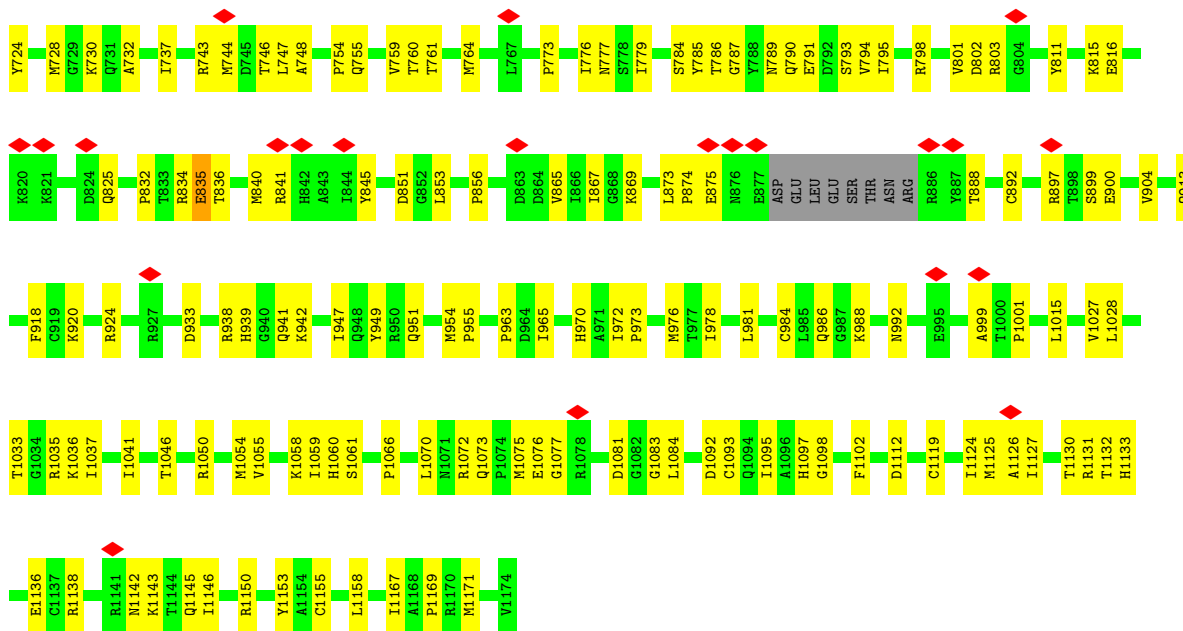 Y724 M728 G729 K730 Q731 A732 I737 R743 M744 D745 T746 L747 A748 P754 Q755 V759 T760 T761 M764 L767 P773 I776 N777 S778 I779 S784 Y785 T786 G787 Y788 N789 Q790 E791 D792 S793 V794 I795 R798 V801 D802 R803 G804 Y811 K815 E816
K820 K821 D824 Q825 P832 T833 R834 E835 T836 M840 R841 H842 A843 I844 Y845 D851 G852 L853 P856 D863 D864 V865 I866 I867 G868 K869 L873 P874 E875 N876 E877 ASP GLU LEU GLU SER THR ASN ARG R886 Y887 T888 C892 R897 T898 S899 E900 V904
F918 C919 K920 R924 R927 D933 R938 H939 G940 Q941 K942 I947 Q948 Y949 R950 Q951 M954 P955 P963 D964 I965 H970 A971 I972 P973 M976 T977 I978 L981 C984 L985 Q986 G987 K988 N992 E995 A999 T1000 P1001 L1015 V1027 L1028
T1033 G1034 R1035 K1036 I1037 I1041 T1046 R1050 M1054 V1055 K1058 I1059 H1060 S1061 P1066 L1070 N1071 R1072 Q1073 P1074 M1075 E1076 G1077 R1078 D1081 G1082 G1083 L1084 D1092 C1093 Q1094 I1095 A1096 H1097 G1098 F1102 D1112 C1119 I1124 M1125 A1126 I1127 T1130 R1131 T1132 H1133
E1136 C1137 R1138 R1141 N1142 K1143 T1144 Q1145 I1146 R1150 Y1153 A1154 C1155 L1158 I1167 A1168 P1169 R1170 M1171 V1174